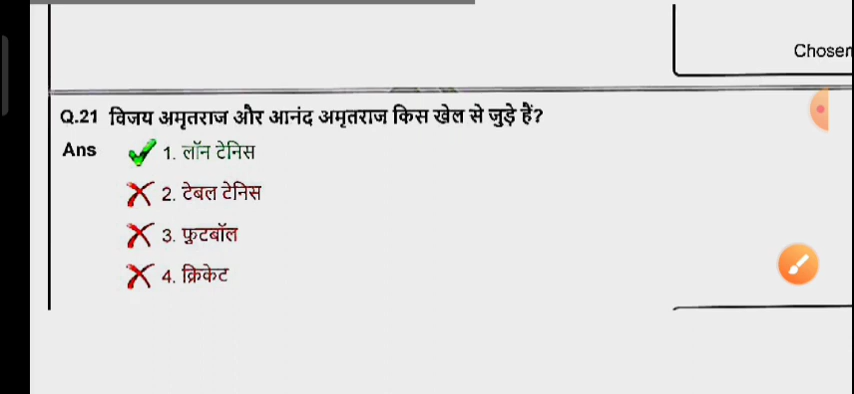 Chosen
Q.21 विजय अमृतराज और आनंद अमृतराज किस खेल से जुड़े हैं?
Ans 1. लॉन टेनिस
2. टेबल टेनिस
3. फुटबॉल
4. क्रिकेट